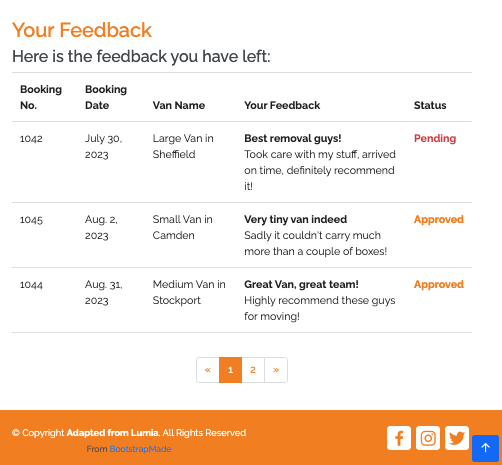 Your Feedback
Here is the feedback you have left:
Booking No. Booking Date Van Name Your Feedback Status
1042 July 30, 2023 Large Van in Sheffield Best removal guys! Pending
Took care with my stuff, arrived
on time, definitely recommend
it!
1045 Aug. 2, 2023 Small Van in Camden Very tiny van indeed Approved
Sadly it couldn't carry much
more than a couple of boxes!
1044 Aug. 31, 2023 Medium Van in Stockport Great Van, great team! Approved
Highly recommend these guys
for moving!
« 1 2 »
© Copyright Adapted from Lumia. All Rights Reserved
From BootstrapMade